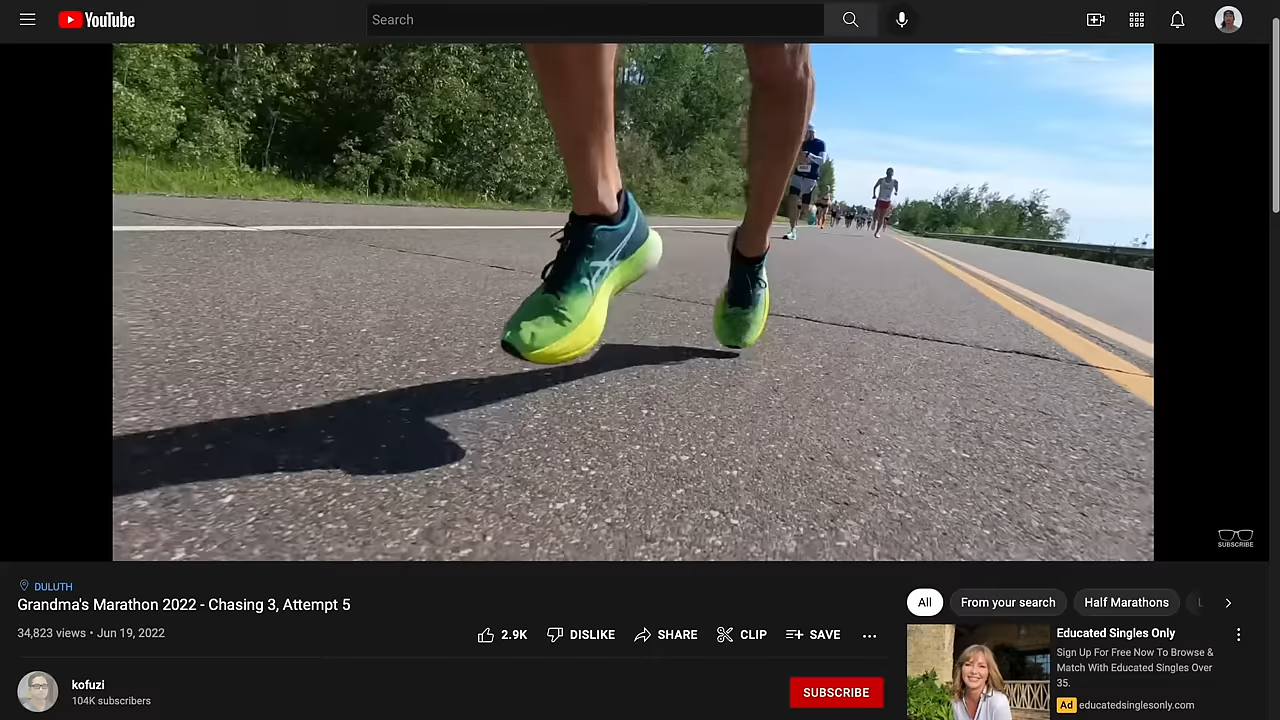 YouTube
Search
SUBSCRIBE
DULUTH
Grandma's Marathon 2022 - Chasing 3, Attempt 5
34,823 views • Jun 19, 2022
2.9K DISLIKE SHARE CLIP SAVE
kofuzi
104K subscribers
SUBSCRIBE
All From your search Half Marathons L
Educated Singles Only
Sign Up For Free Now To Browse &
Match With Educated Singles Over
35.
Ad educatedsinglesonly.com